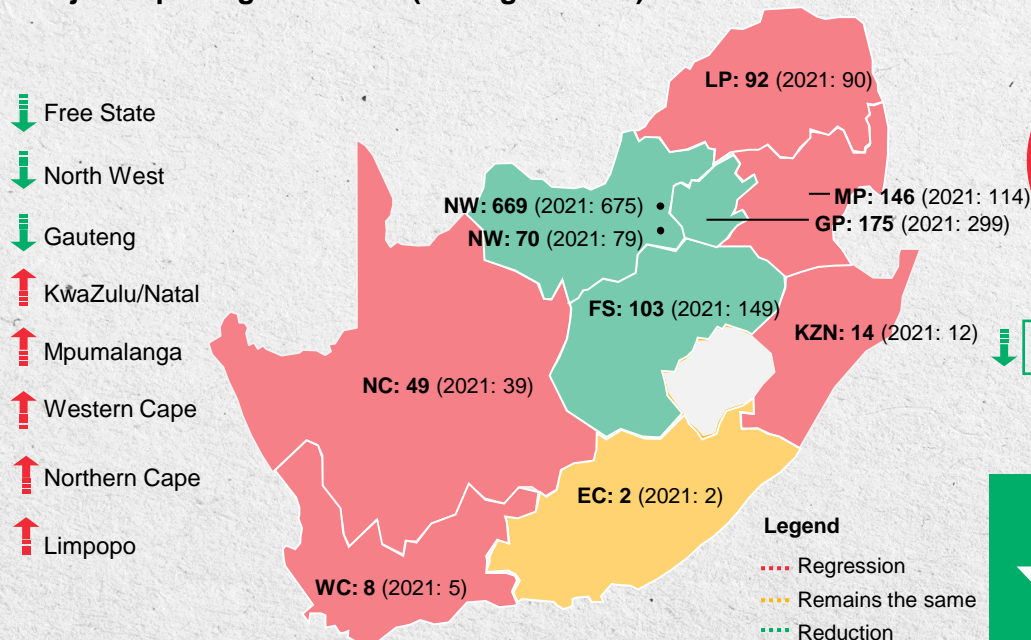 Free State
North West
Gauteng
KwaZulu/Natal
Mpumalanga
Western Cape
Northern Cape
Limpopo
LP: 92 (2021: 90)
MP: 146 (2021: 114)
GP: 175 (2021: 299)
NW: 669 (2021: 675)
NW: 70 (2021: 79)
FS: 103 (2021: 149)
KZN: 14 (2021: 12)
NC: 49 (2021: 39)
EC: 2 (2021: 2)
WC: 8 (2021: 5)
Legend
Regression
Remains the same
Reduction